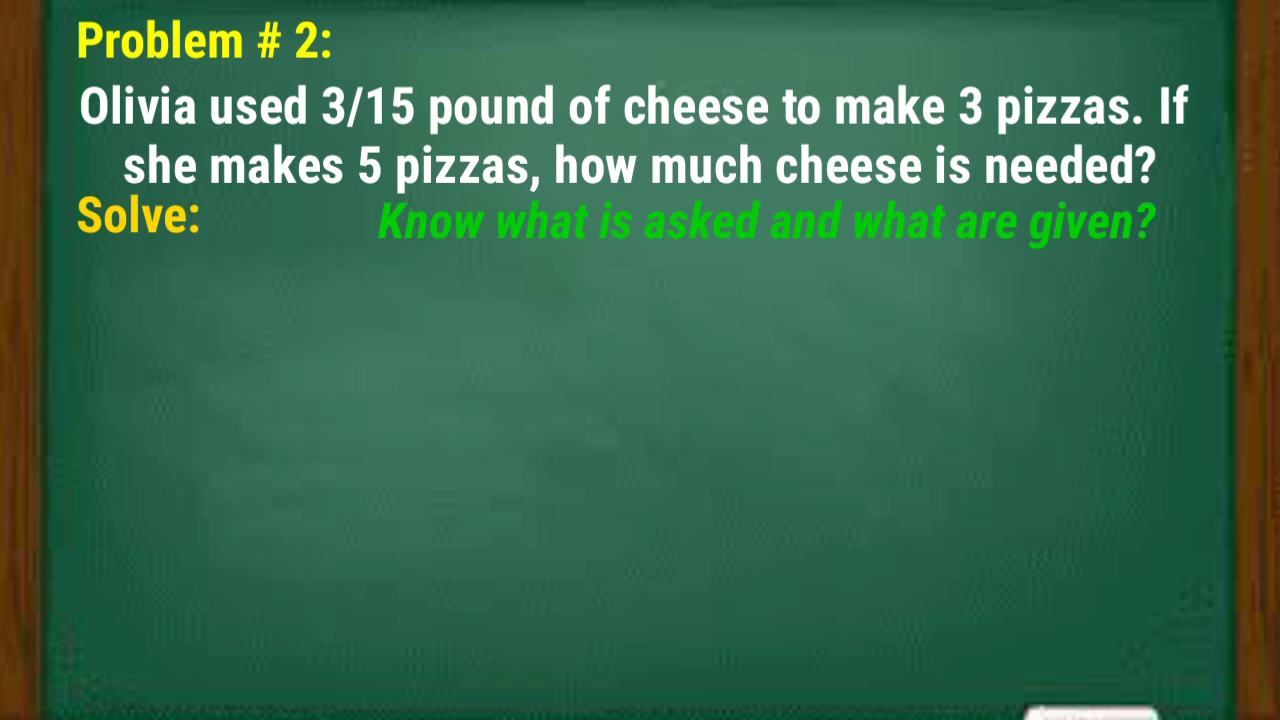 Problem # 2:
Olivia used 3/15 pound of cheese to make 3 pizzas. If
she makes 5 pizzas, how much cheese is needed?
Solve:
Know what is asked and what are given?